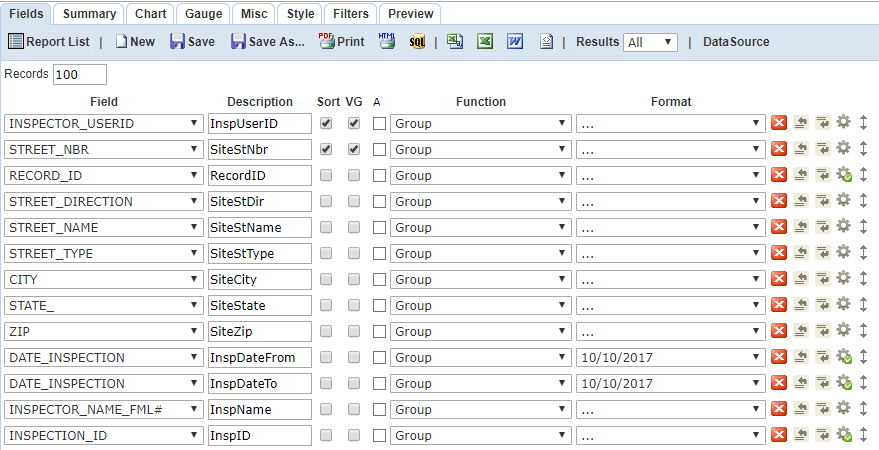 Fields Summary Chart Gauge Misc Style Filters Preview
Report List | New Save Save As... PDF Print HTML SQL | | Results All | DataSource
Records 100
Field Description Sort VG A Function Format
INSPECTOR_USERID InspUserID Group ...
STREET_NBR SiteStNbr Group ...
RECORD_ID RecordID Group ...
STREET_DIRECTION SiteStDir Group ...
STREET_NAME SiteStName Group ...
STREET_TYPE SiteStType Group ...
CITY SiteCity Group ...
STATE_ SiteState Group ...
ZIP SiteZip Group ...
DATE_INSPECTION InspDateFrom Group 10/10/2017
DATE_INSPECTION InspDateTo Group 10/10/2017
INSPECTOR_NAME_FML# InspName Group ...
INSPECTION_ID InspID Group ...